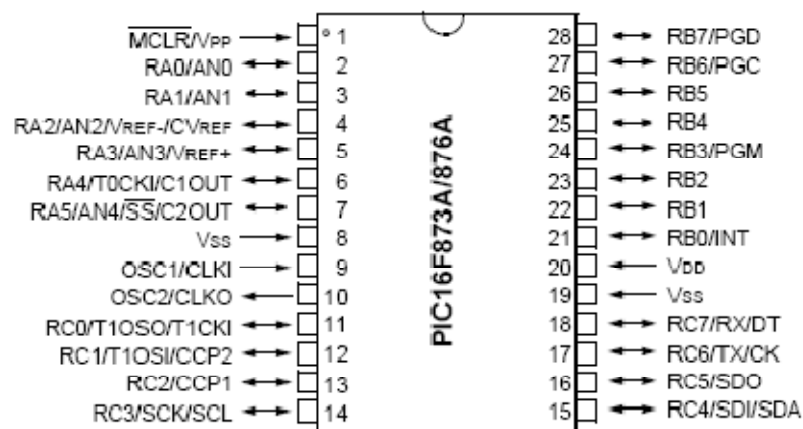 MCLR/VPP 1 28 RB7/PGD
RA0/AN0 2 27 RB6/PGC
RA1/AN1 3 26 RB5
RA2/AN2/VREF-/CVREF 4 25 RB4
RA3/AN3/VREF+ 5 24 RB3/PGM
RA4/T0CKI/C1OUT 6 23 RB2
RA5/AN4/SS/C2OUT 7 22 RB1
VSS 8 21 RB0/INT
OSC1/CLKI 9 20 VDD
OSC2/CLKO 10 19 VSS
RC0/T1OSO/T1CKI 11 18 RC7/RX/DT
RC1/T1OSI/CCP2 12 17 RC6/TX/CK
RC2/CCP1 13 16 RC5/SDO
RC3/SCK/SCL 14 15 RC4/SDI/SDA
PIC16F873A/876A